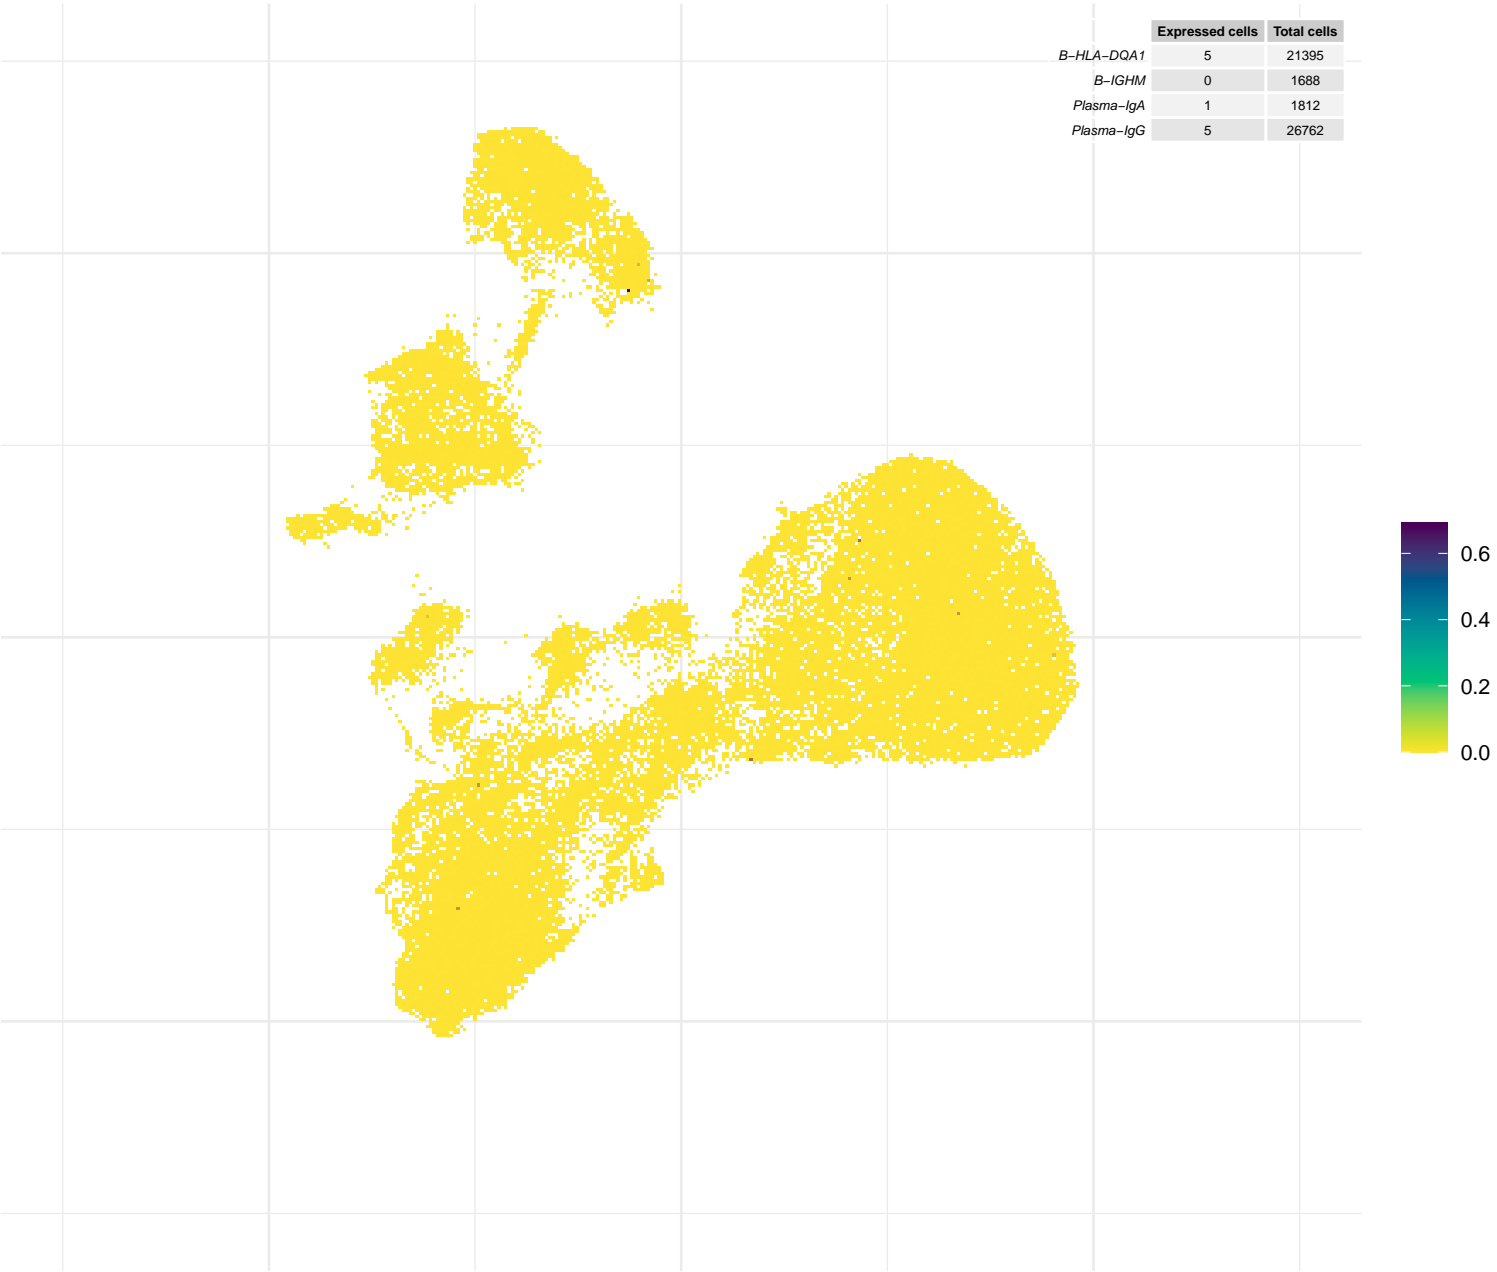 Expressed cells Total cells
B−HLA−DQA1 5 21395
B−IGHM 0 1688
Plasma−IgA 1 1812
Plasma−IgG 5 26762
0.6
0.4
0.2
0.0